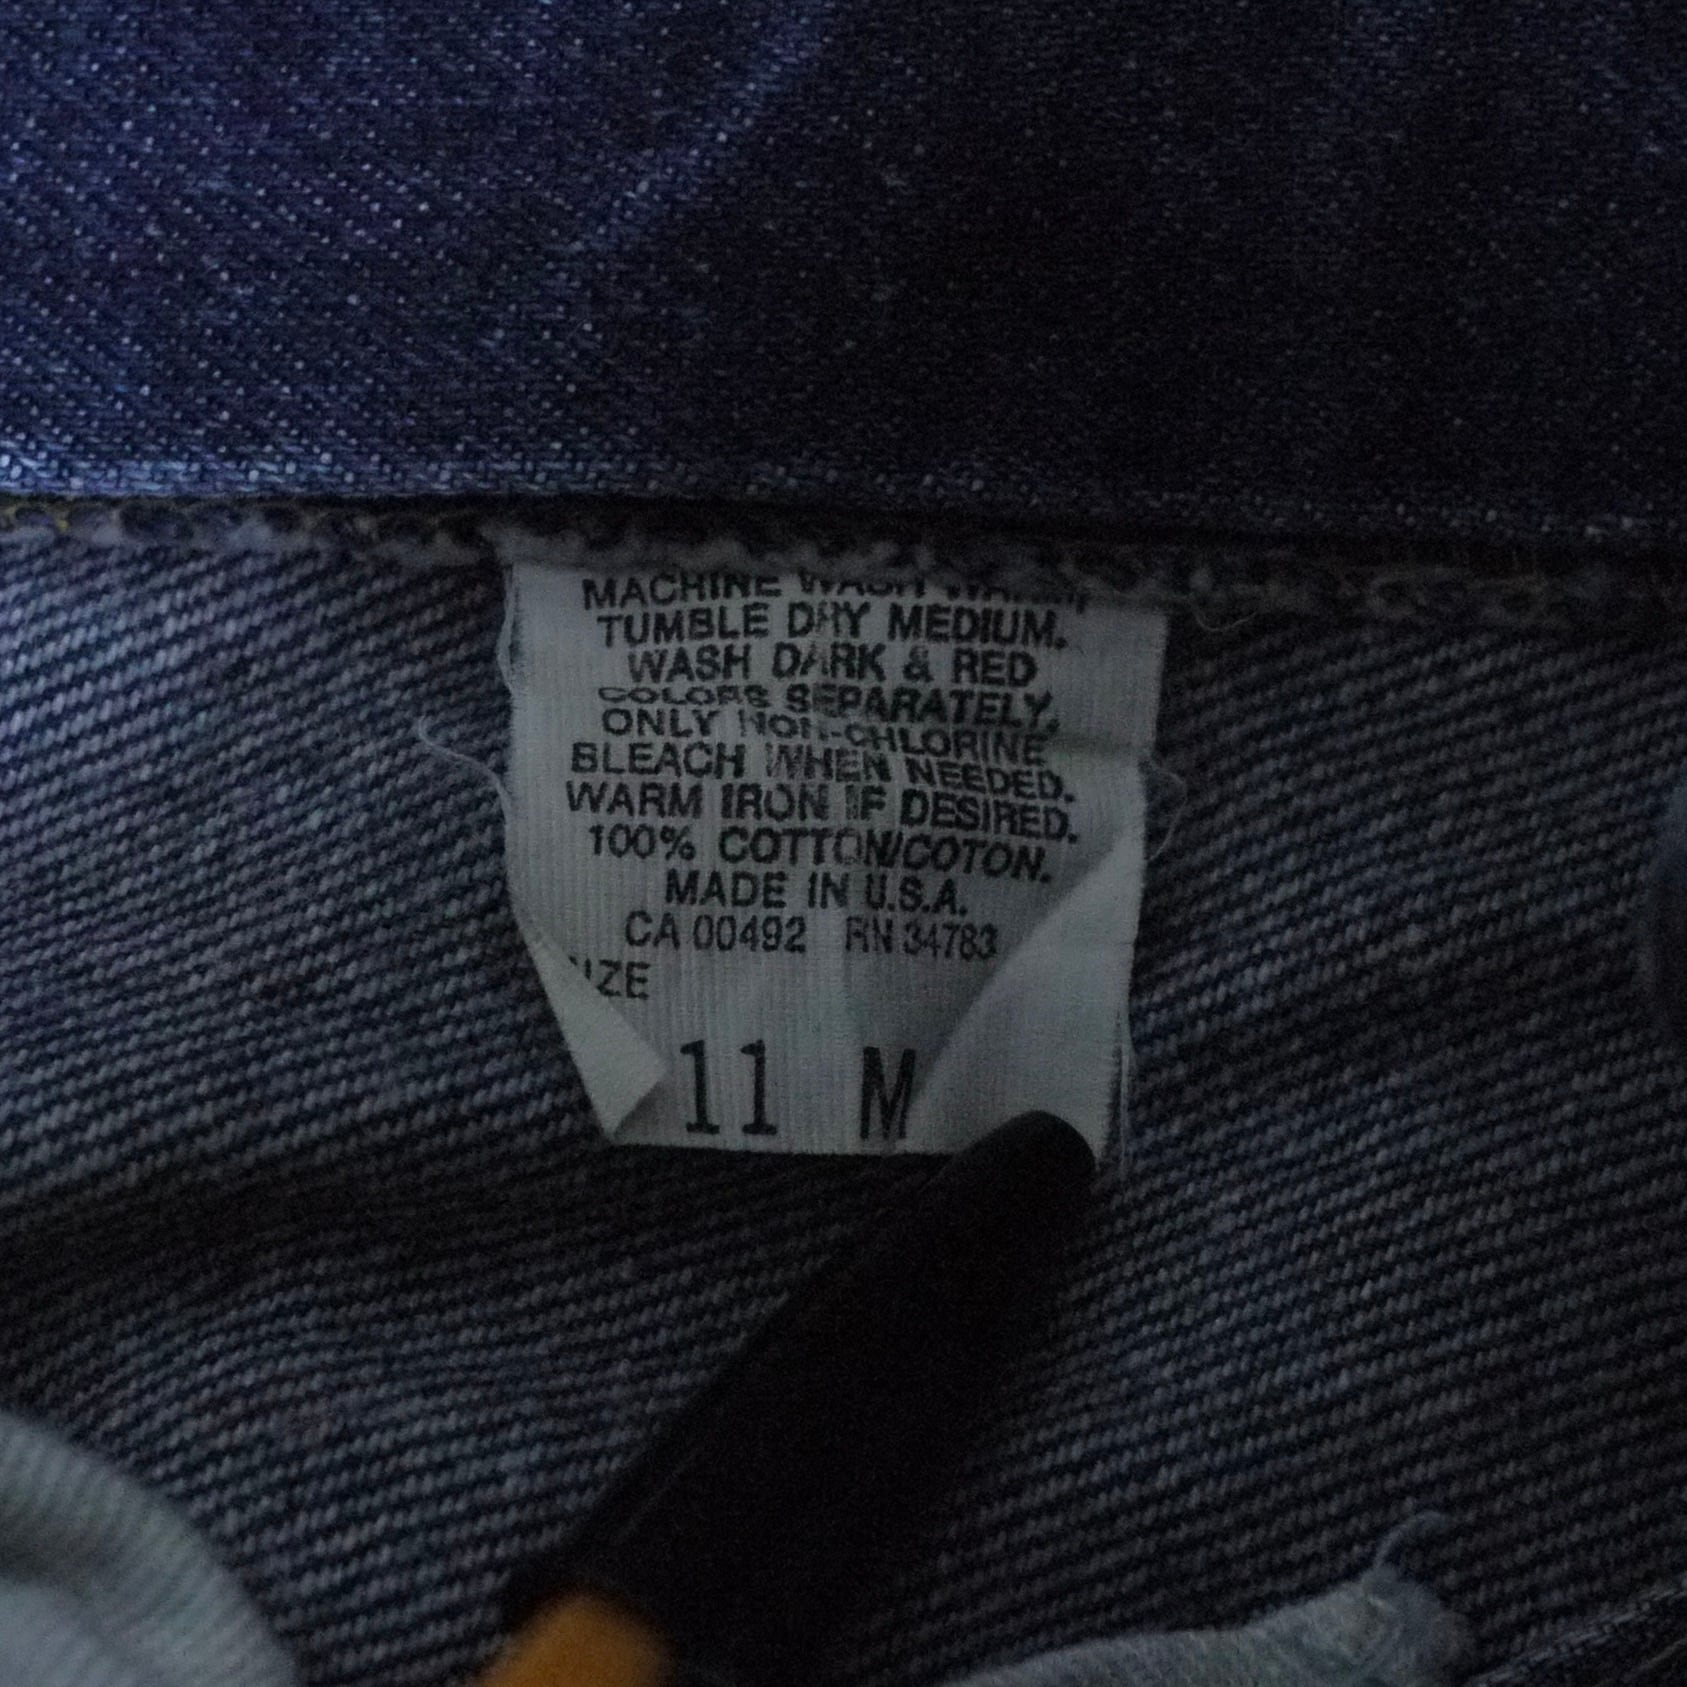 MACHINE WASH WARM,
TUMBLE DRY MEDIUM.
WASH DARK & RED
COLORS SEPARATELY.
ONLY NON-CHLORINE
BLEACH WHEN NEEDED.
WARM IRON IF DESIRED.
100% COTTON/COTON.
MADE IN U.S.A.
CA 00492 RN 34783
SIZE
11 M